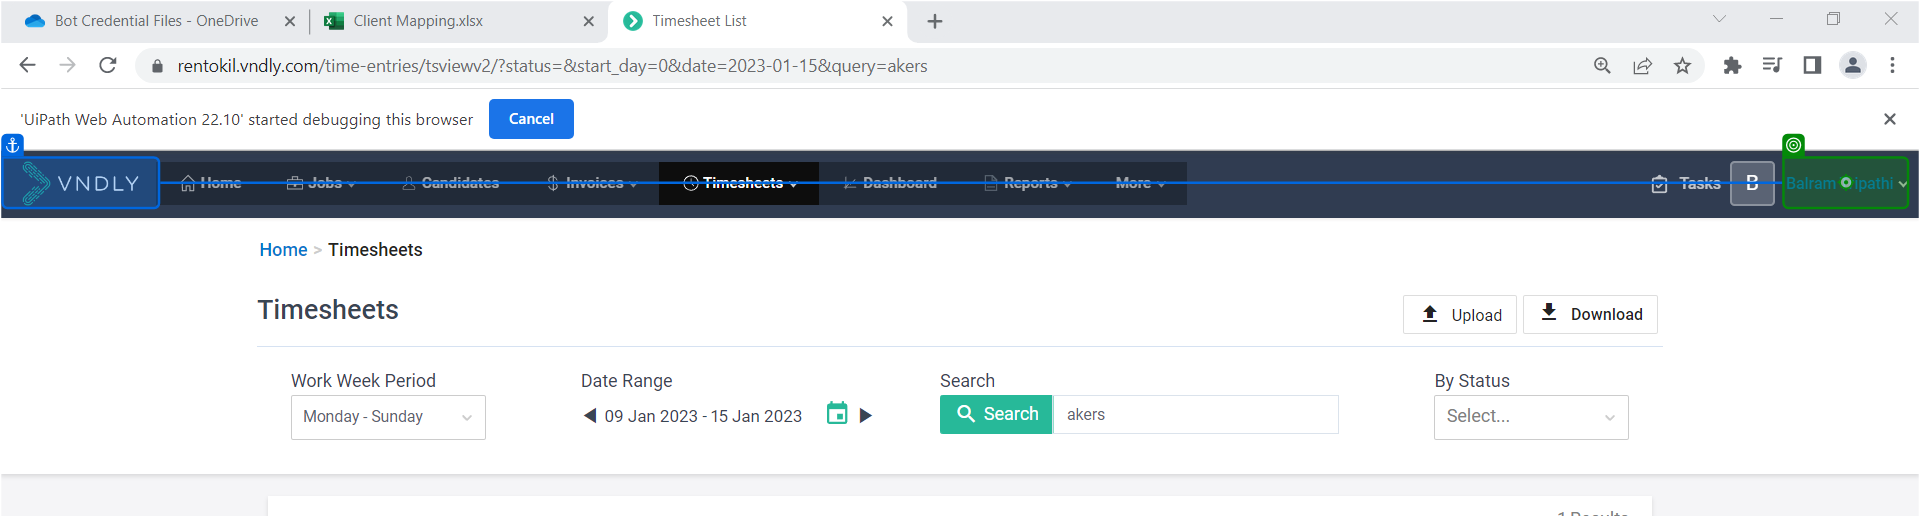 Bot Credential Files - OneDrive
Client Mapping.xlsx
Timesheet List
rentokil.vndly.com/time-entries/tsviewv2/?status=&start_day=0&date=2023-01-15&query=akers
'UiPath Web Automation 22.10' started debugging this browser
Cancel
VNDLY
Home
Jobs
Candidates
Invoices
Timesheets
Dashboard
Reports
More
Tasks
B
Balram
ipathi
Home > Timesheets
Timesheets
Upload
Download
Work Week Period
Date Range
Search
By Status
Monday - Sunday
09 Jan 2023 - 15 Jan 2023
Search
akers
Select...
1 Results